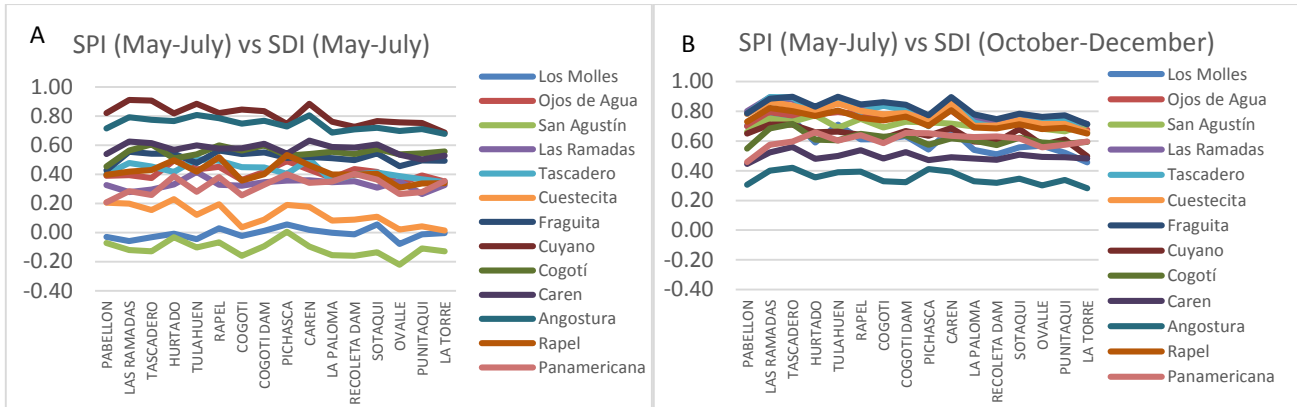 A
SPI (May-July) vs SDI (May-July)
1.00
0.80
0.60
0.40
0.20
0.00
-0.20
-0.40
PABELLON
LAS RAMADAS
TASCADERO
HURTADO
TULAHUEN
RAPEL
COGOTI
COGOTI DAM
PICHASCA
CAREN
LA PALOMA
RECOLETA DAM
SOTAQUI
OVALLE
PUNITAQUI
LA TORRE
Los Molles
Ojos de Agua
San Agustín
Las Ramadas
Tascadero
Cuestecita
Fraguita
Cuyano
Cogotí
Caren
Angostura
Rapel
Panamericana
B
SPI (May-July) vs SDI (October-December)
1.00
0.80
0.60
0.40
0.20
0.00
-0.20
-0.40
PABELLON
LAS RAMADAS
TASCADERO
HURTADO
TULAHUEN
RAPEL
COGOTI
COGOTI DAM
PICHASCA
CAREN
LA PALOMA
RECOLETA DAM
SOTAQUI
OVALLE
PUNITAQUI
LA TORRE
Los Molles
Ojos de Agua
San Agustín
Las Ramadas
Tascadero
Cuestecita
Fraguita
Cuyano
Cogotí
Caren
Angostura
Rapel
Panamericana